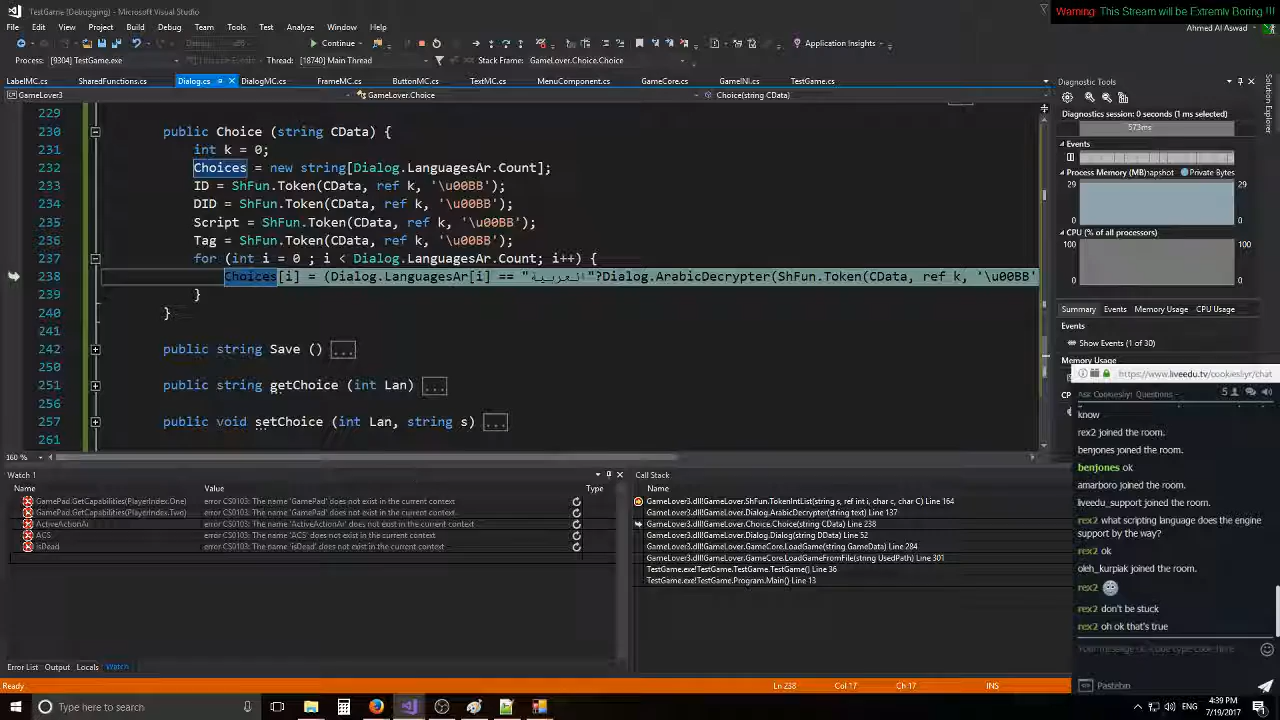 TestGame (Debugging) - Microsoft Visual Studio
Warning: This Stream will be Extremly Boring !!!
File Edit View Project Build Debug Team Tools Test Analyze Window Help
Ahmed Al Aswad
Debug
Continue
Application Insights
Process: [9304] TestGame.exe
Lifecycle Events
Thread: [18740] Main Thread
Stack Frame: GameLover.Choice.Choice
LabelMC.cs SharedFunctions.cs Dialog.cs DialogMC.cs FrameMC.cs ButtonMC.cs TextMC.cs MenuComponent.cs GameCore.cs GameINI.cs TestGame.cs
Diagnostic Tools
Solution Explorer
GameLover3 GameLover.Choice Choice(string CData)
229
230 public Choice (string CData) {
231 int k = 0;
232 Choices = new string[Dialog.LanguagesAr.Count];
233 ID = ShFun.Token(CData, ref k, '\u00BB');
234 DID = ShFun.Token(CData, ref k, '\u00BB');
235 Script = ShFun.Token(CData, ref k, '\u00BB');
236 Tag = ShFun.Token(CData, ref k, '\u00BB');
237 for (int i = 0 ; i < Dialog.LanguagesAr.Count; i++) {
238 Choices[i] = (Dialog.LanguagesAr[i] == "العربية"?Dialog.ArabicDecrypter(ShFun.Token(CData, ref k, '\u00BB'
239 }
240 }
241
242 public string Save () ...
250
251 public string getChoice (int Lan) ...
256
257 public void setChoice (int Lan, string s) ...
261
160 %
Diagnostics session: 0 seconds (1 ms selected)
573ms
Events
Process Memory (MB)
napshot Private Bytes
29 29
0 0
CPU (% of all processors)
100 100
0 0
Summary Events Memory Usage CPU Usage
Events
Show Events (1 of 30)
Memory Usage
Watch 1
Name Value Type
GamePad.GetCapabilities(PlayerIndex.One) error CS0103: The name 'GamePad' does not exist in the current context
GamePad.GetCapabilities(PlayerIndex.Two) error CS0103: The name 'GamePad' does not exist in the current context
ActiveActionAr error CS0103: The name 'ActiveActionAr' does not exist in the current context
ACS error CS0103: The name 'ACS' does not exist in the current context
isDead error CS0103: The name 'isDead' does not exist in the current context
Call Stack
Name
GameLover3.dll!GameLover.ShFun.TokenIntList(string s, ref int i, char c, char C) Line 164
GameLover3.dll!GameLover.Dialog.ArabicDecrypter(string text) Line 137
GameLover3.dll!GameLover.Choice.Choice(string CData) Line 238
GameLover3.dll!GameLover.Dialog.Dialog(string DData) Line 52
GameLover3.dll!GameLover.GameCore.LoadGame(string GameData) Line 284
GameLover3.dll!GameLover.GameCore.LoadGameFromFile(string UsedPath) Line 301
TestGame.exe!TestGame.TestGame.TestGame() Line 36
TestGame.exe!TestGame.Program.Main() Line 13
https://www.liveedu.tv/cookiesliyr/chat
Ask Cookiesliyr Questions
5
know
rex2 joined the room.
benjones joined the room.
benjones ok
amarboro joined the room.
liveedu_support joined the room.
rex2 what scripting language does the engine
support by the way?
rex2 ok
oleh_kurpiak joined the room.
rex2
rex2 don't be stuck
rex2 oh ok that's true
Pastebin
Error List Output Locals Watch
Ready Ln 238 Col 17 Ch 17 INS
Type here to search
ENG
4:39 PM
7/19/2017